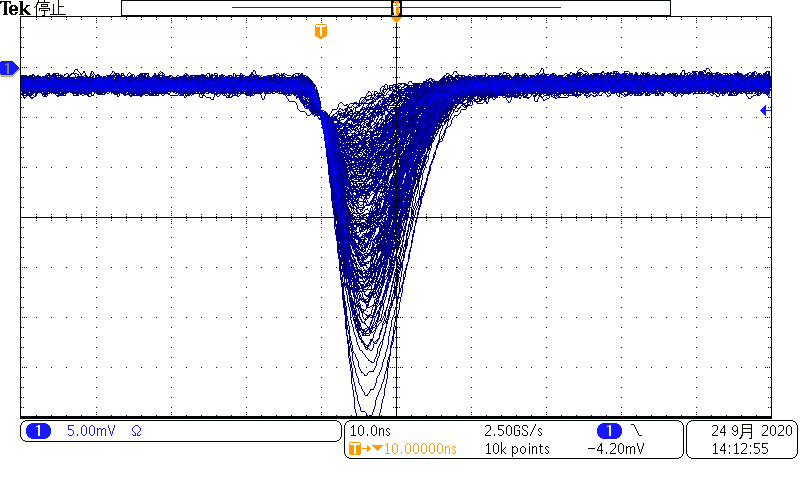 Tek 停止
T
T
1
1 5.00mV Ω
10.0ns 2.50GS/s 1
T→▼10.00000ns 10k points −4.20mV
24 9月 2020
14:12:55